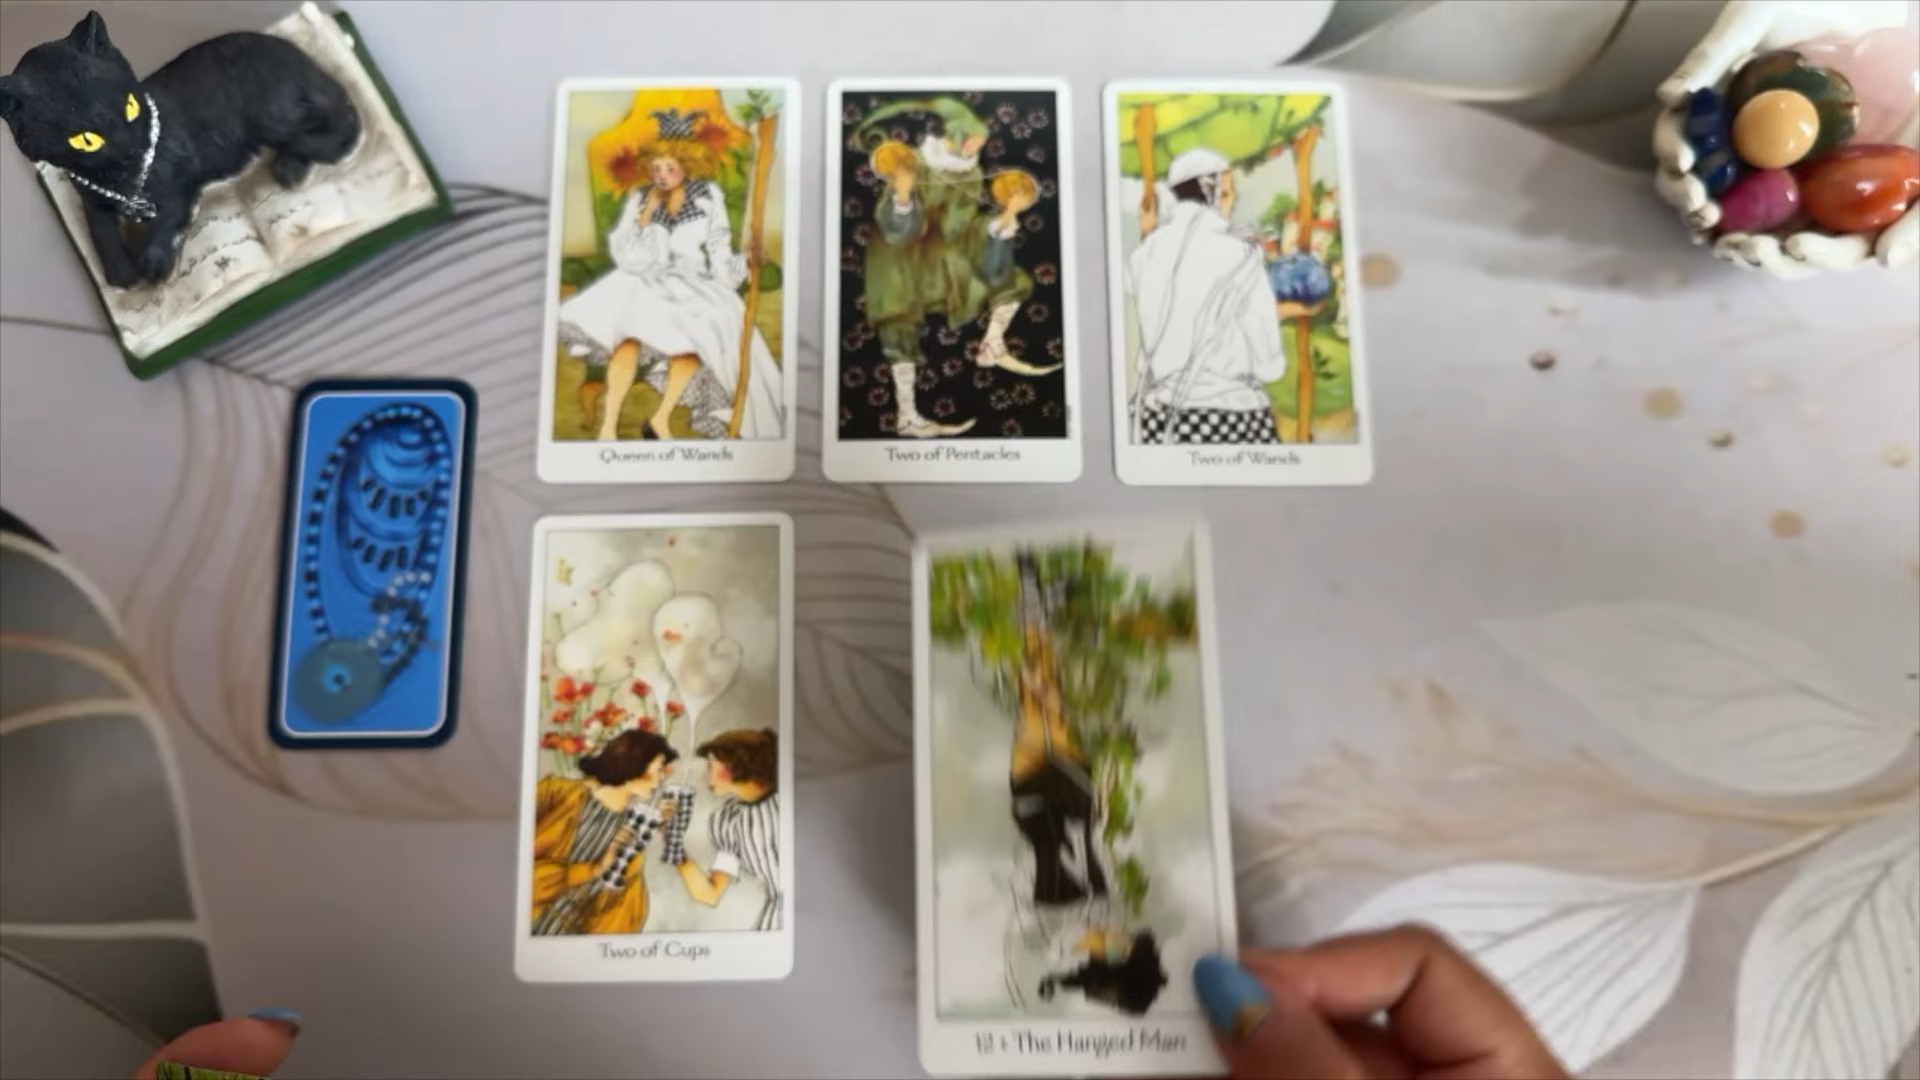 Queen of Wands
Two of Pentacles
Two of Wands
Two of Cups
12 • The Hanged Man